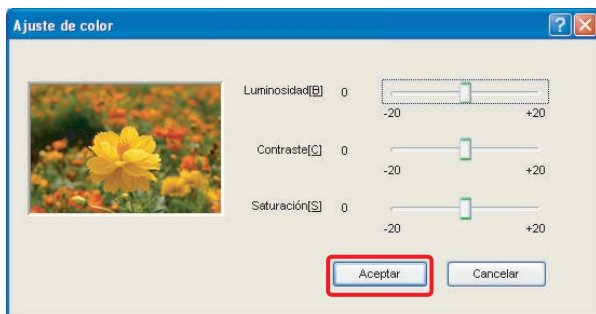 Ajuste de color
?
Luminosidad[B] 0
-20 +20
Contraste[C] 0
-20 +20
Saturación[S] 0
-20 +20
Aceptar Cancelar